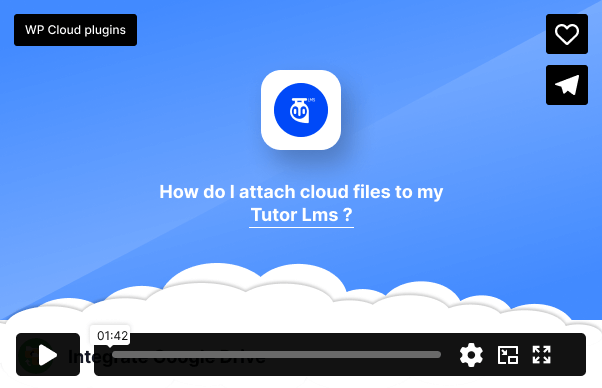 WP Cloud plugins
LMS
How do I attach cloud files to my
Tutor Lms ?
01:42
Integrate Google Drive